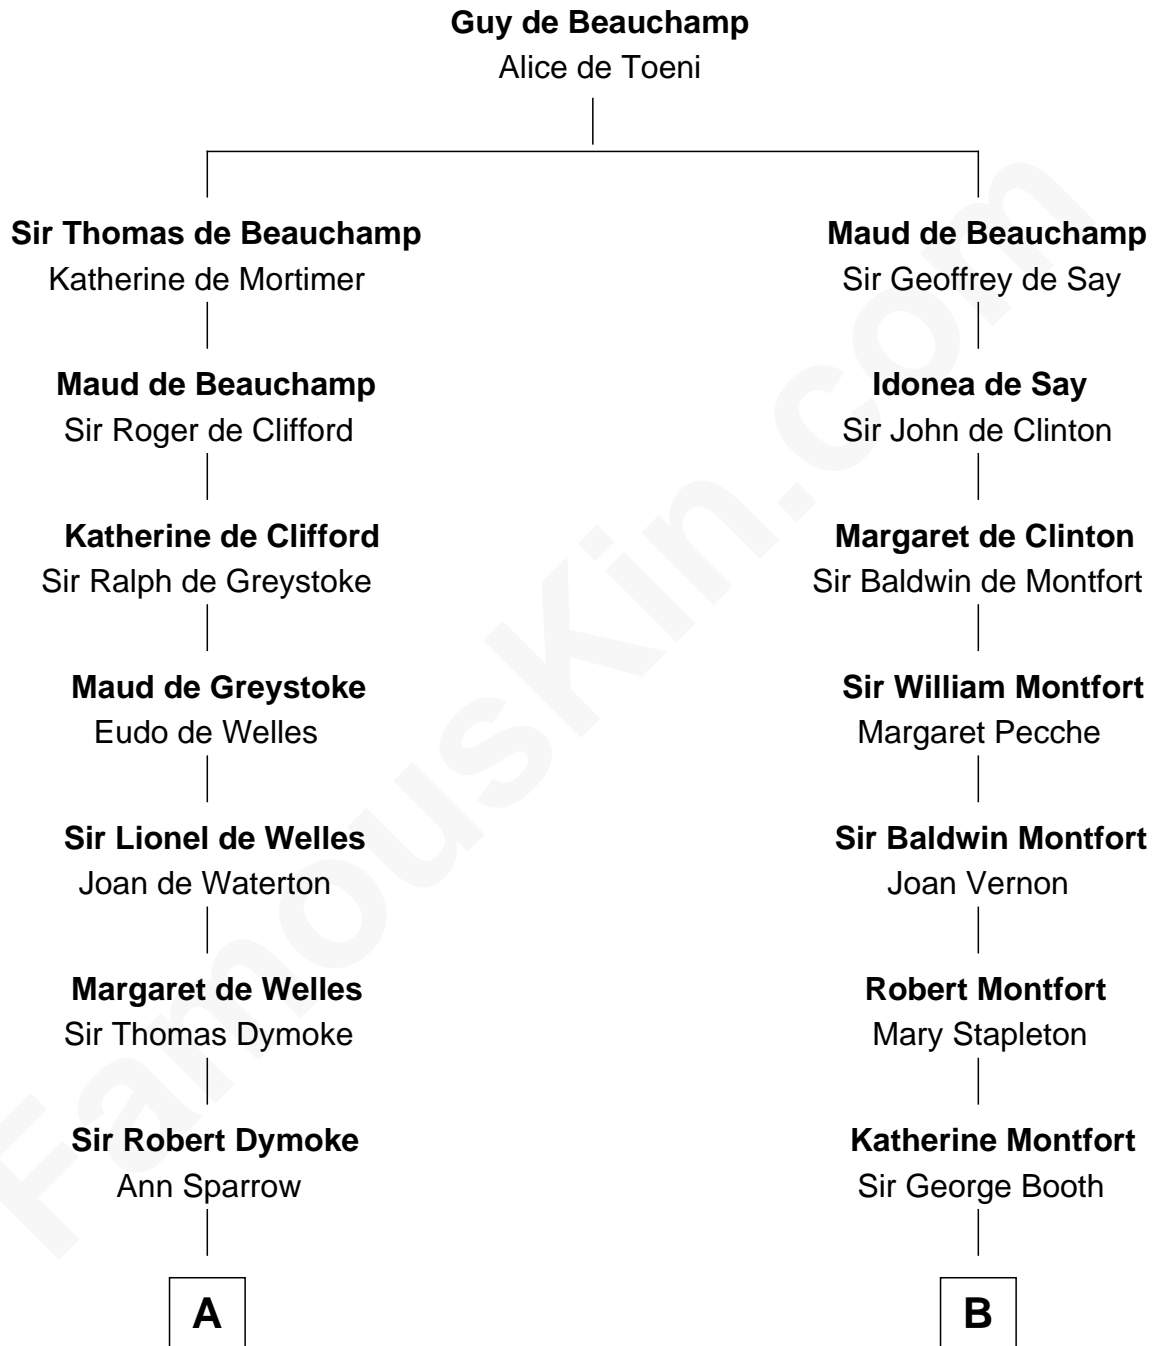 Guy de Beauchamp
Alice de Toeni
Sir Thomas de Beauchamp
Katherine de Mortimer
Maud de Beauchamp
Sir Roger de Clifford
Katherine de Clifford
Sir Ralph de Greystoke
Maud de Greystoke
Eudo de Welles
Sir Lionel de Welles
Joan de Waterton
Margaret de Welles
Sir Thomas Dymoke
Sir Robert Dymoke
Ann Sparrow
A
Maud de Beauchamp
Sir Geoffrey de Say
Idonea de Say
Sir John de Clinton
Margaret de Clinton
Sir Baldwin de Montfort
Sir William Montfort
Margaret Pecche
Sir Baldwin Montfort
Joan Vernon
Robert Montfort
Mary Stapleton
Katherine Montfort
Sir George Booth
B
FamousKin.com